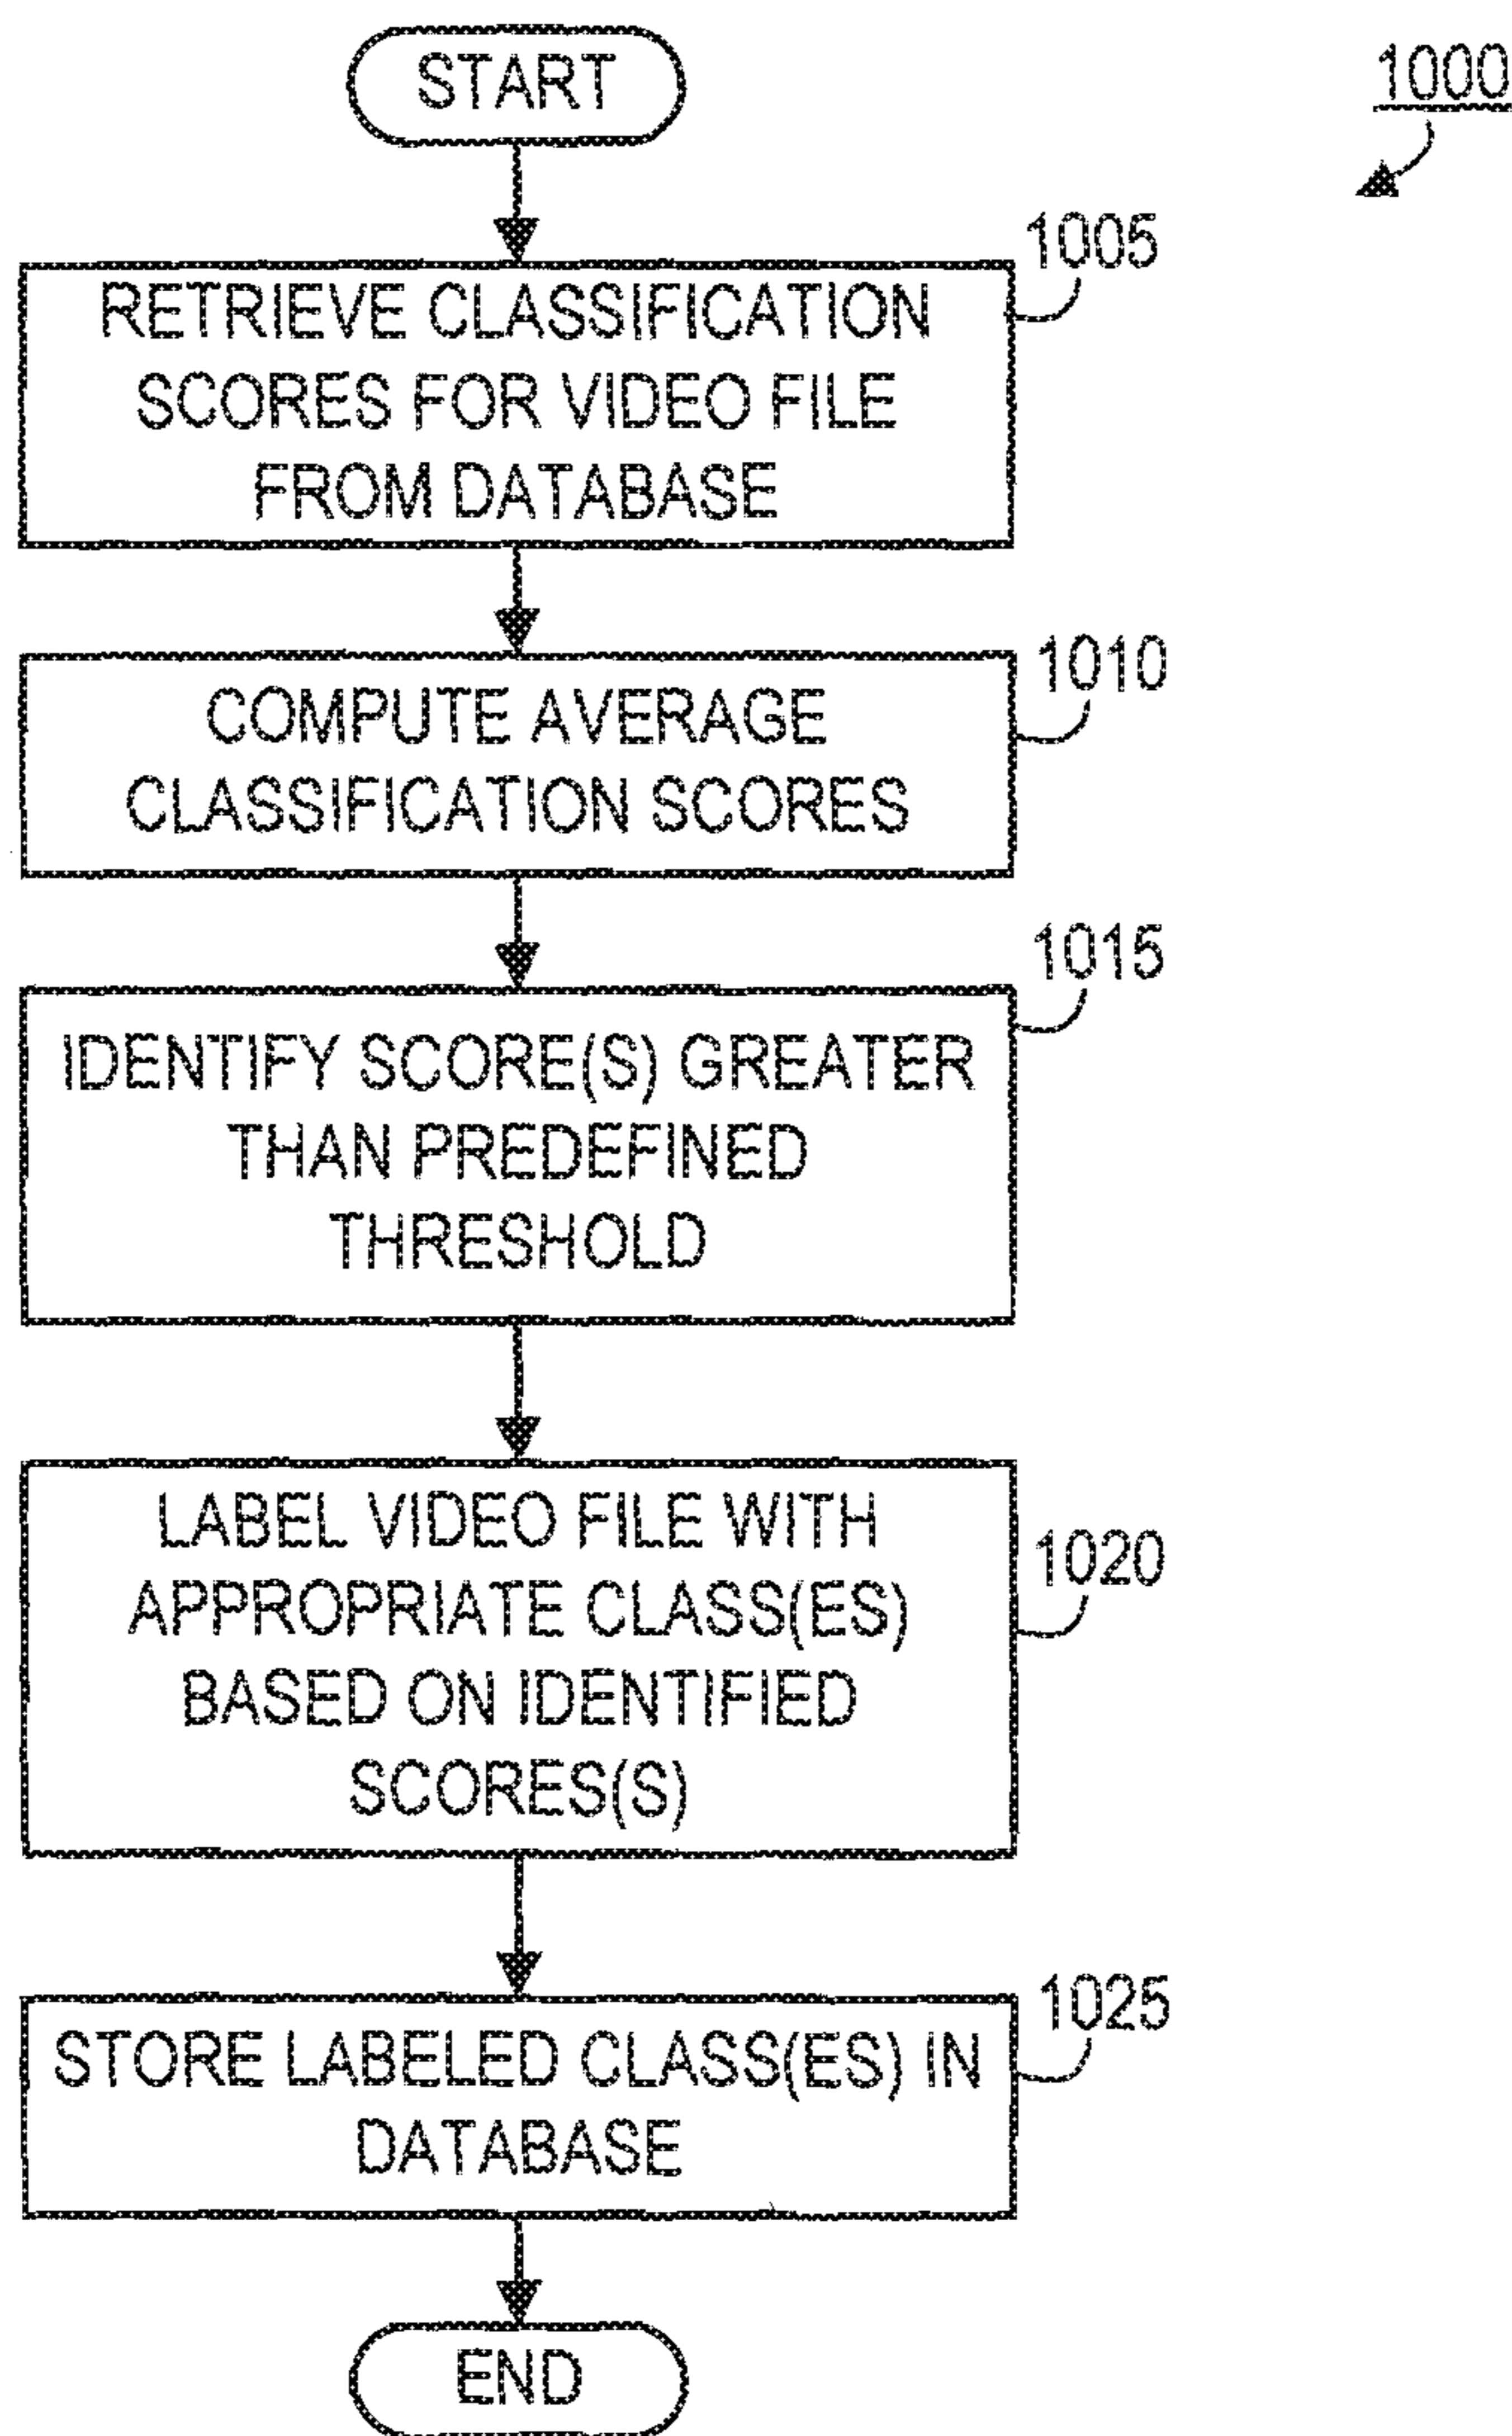 START
1000
1005
RETRIEVE CLASSIFICATION
SCORES FOR VIDEO FILE
FROM DATABASE
1010
COMPUTE AVERAGE
CLASSIFICATION SCORES
1015
IDENTIFY SCORE(S) GREATER
THAN PREDEFINED
THRESHOLD
1020
LABEL VIDEO FILE WITH
APPROPRIATE CLASS(ES)
BASED ON IDENTIFIED
SCORES(S)
1025
STORE LABELED CLASS(ES) IN
DATABASE
END